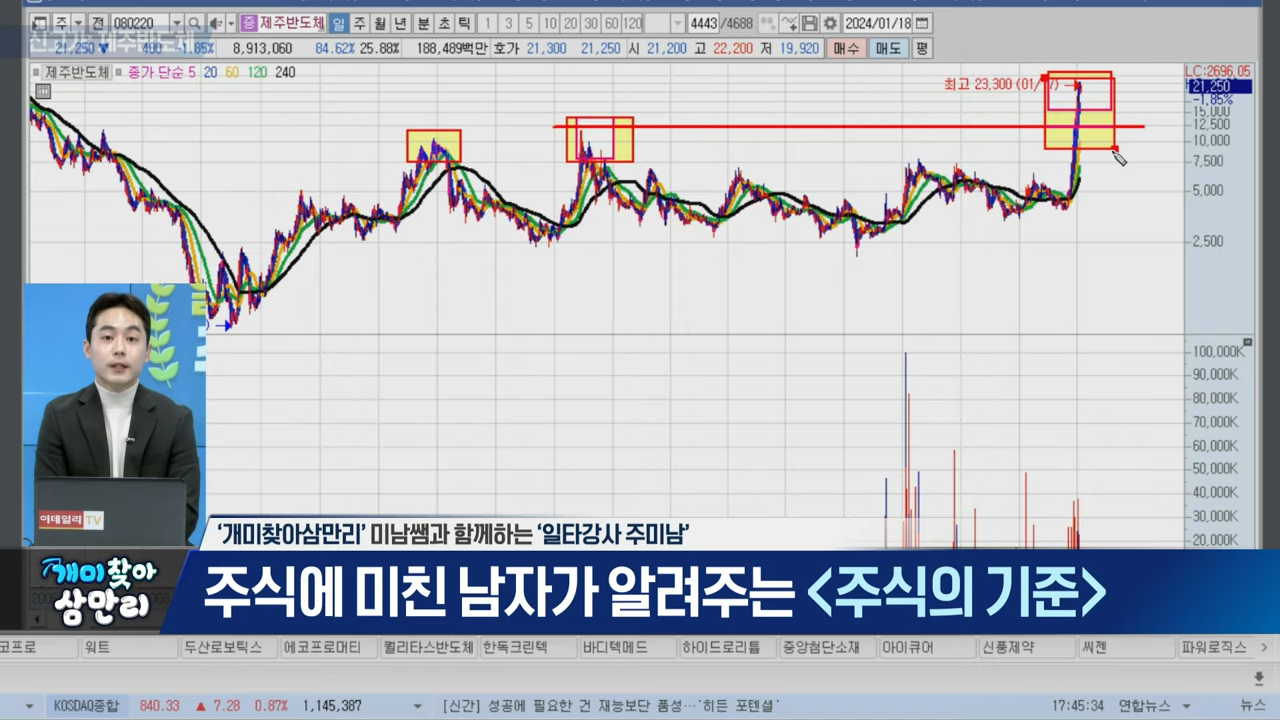 주 전 080220 증 제주반도체 일 주 월 년 분 초 틱 1 3 5 10 20 30 60 120 4443 /4688 2024/01/18
21,250 ▼ 400 1.85% 8,913,060 84.62% 25.88% 188,489백만 호가 21,300 21,250 시 21,200 고 22,200 저 19,920 매수 매도 평
제주반도체 종가 단순 5 20 60 120 240
최고 23,300
LC:2696.05
21,250
-1.85%
15,000
12,500
10,000
7,500
5,000
2,500
100,000K
90,000K
80,000K
70,000K
60,000K
50,000K
40,000K
30,000K
20,000K
이데일리 TV
'개미찾아삼만리' 미남쌤과 함께하는 '일타강사 주미남'
개미찾아
삼만리
주식에 미친 남자가 알려주는 <주식의 기준>
코프로 워트 두산로보틱스 에코프로머티 퀄리타스반도체 한독크린텍 바디텍메드 하이드로리튬 중앙첨단소재 아이큐어 신풍제약 씨젠 파워로직스
KOSDAQ종합 840.33 ▲ 7.28 0.87% 1,145,387 [신간] 성공에 필요한 건 재능보단 품성…'히든 포텐셜' 17:45:34 연합뉴스 뉴스